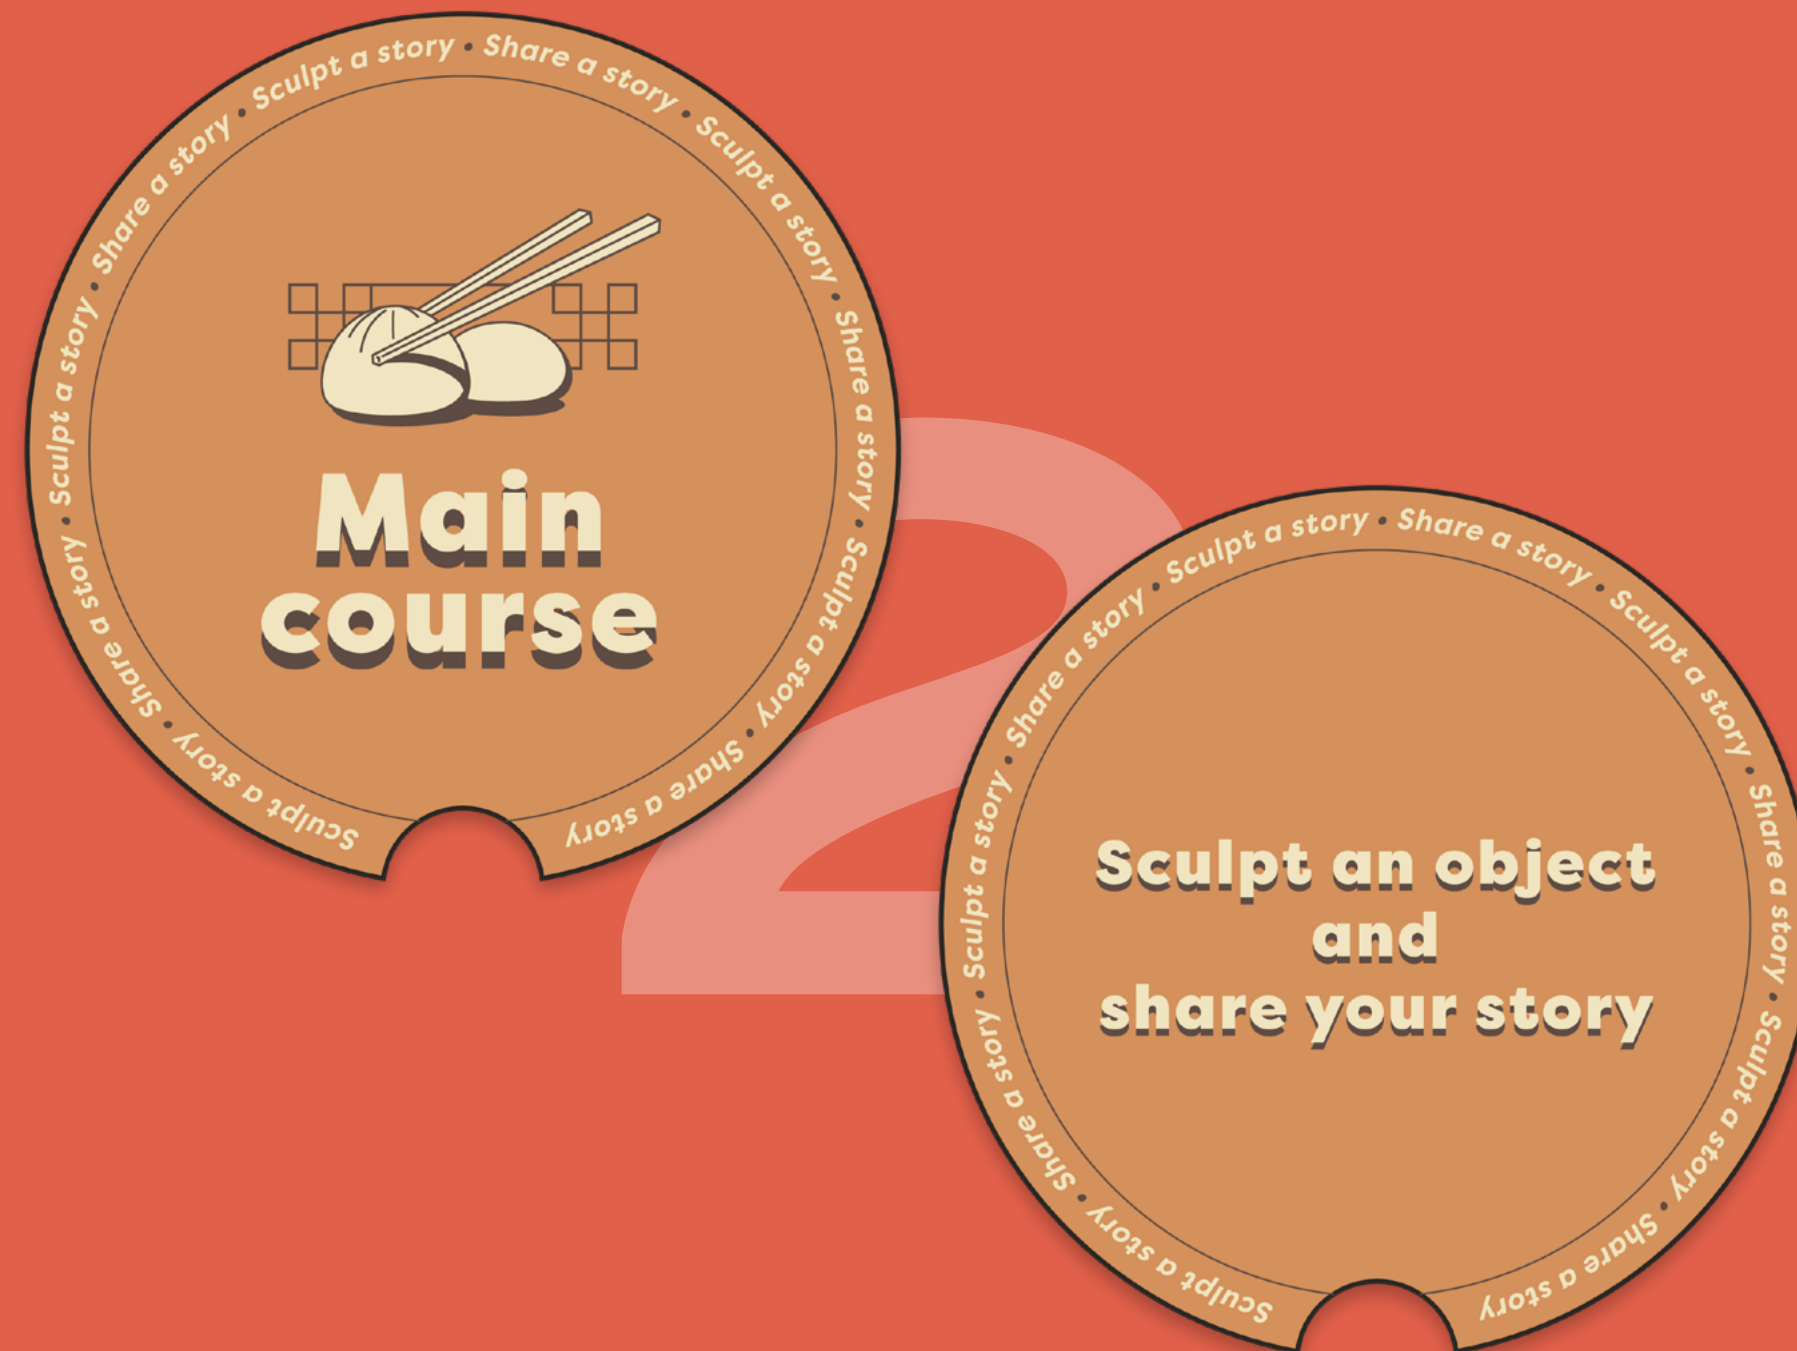 Sculpt a story • Share a story • Sculpt a story • Share a story • Sculpt a story • Share a story • Sculpt a story • Share a story • Sculpt a story • Share a story
Main
course
2
Sculpt a story • Share a story • Sculpt a story • Share a story • Sculpt a story • Share a story • Sculpt a story • Share a story • Sculpt a story • Share a story
Sculpt an object
and
share your story